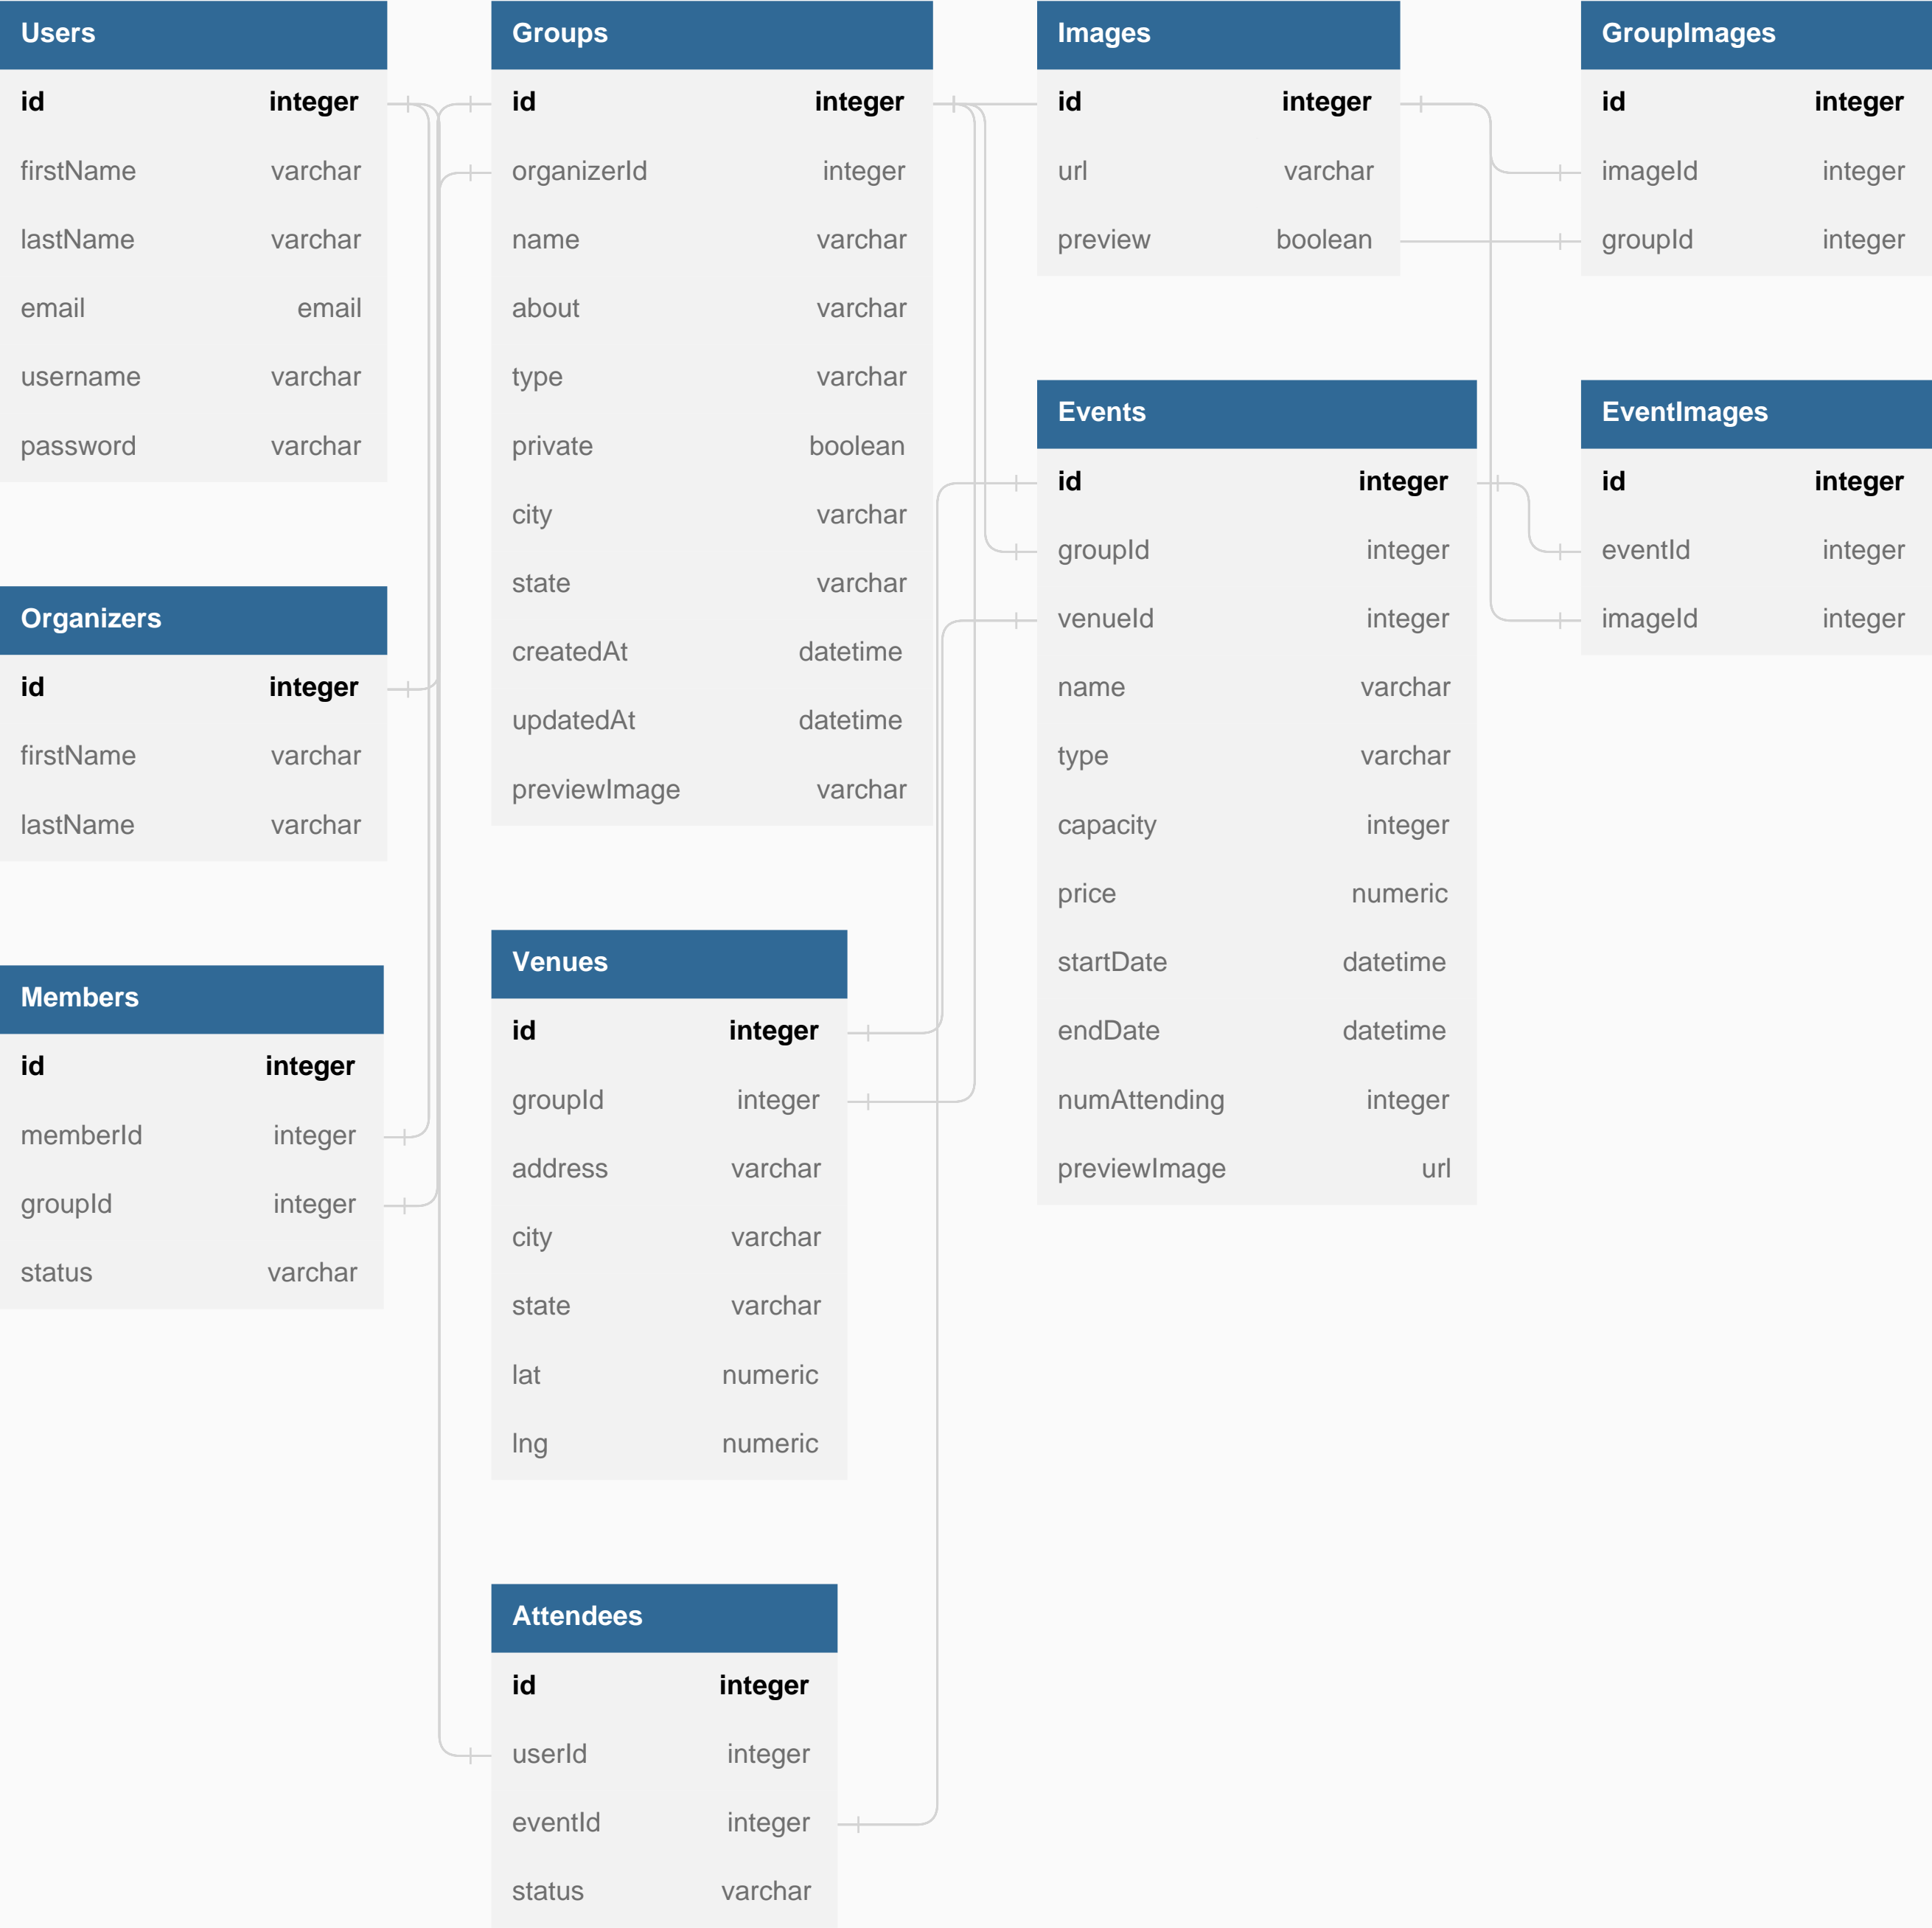 Users
id integer
firstName varchar
lastName varchar
email email
username varchar
password varchar
Organizers
id integer
firstName varchar
lastName varchar
Members
id integer
memberId integer
groupId integer
status varchar
Groups
id integer
organizerId integer
name varchar
about varchar
type varchar
private boolean
city varchar
state varchar
createdAt datetime
updatedAt datetime
previewImage varchar
Venues
id integer
groupId integer
address varchar
city varchar
state varchar
lat numeric
lng numeric
Attendees
id integer
userId integer
eventId integer
status varchar
Images
id integer
url varchar
preview boolean
Events
id integer
groupId integer
venueId integer
name varchar
type varchar
capacity integer
price numeric
startDate datetime
endDate datetime
numAttending integer
previewImage url
GroupImages
id integer
imageId integer
groupId integer
EventImages
id integer
eventId integer
imageId integer